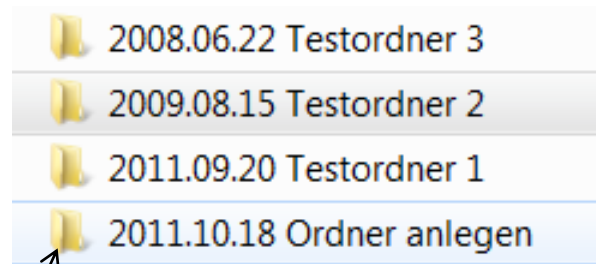 2008.06.22 Testordner 3
2009.08.15 Testordner 2
2011.09.20 Testordner 1
2011.10.18 Ordner anlegen